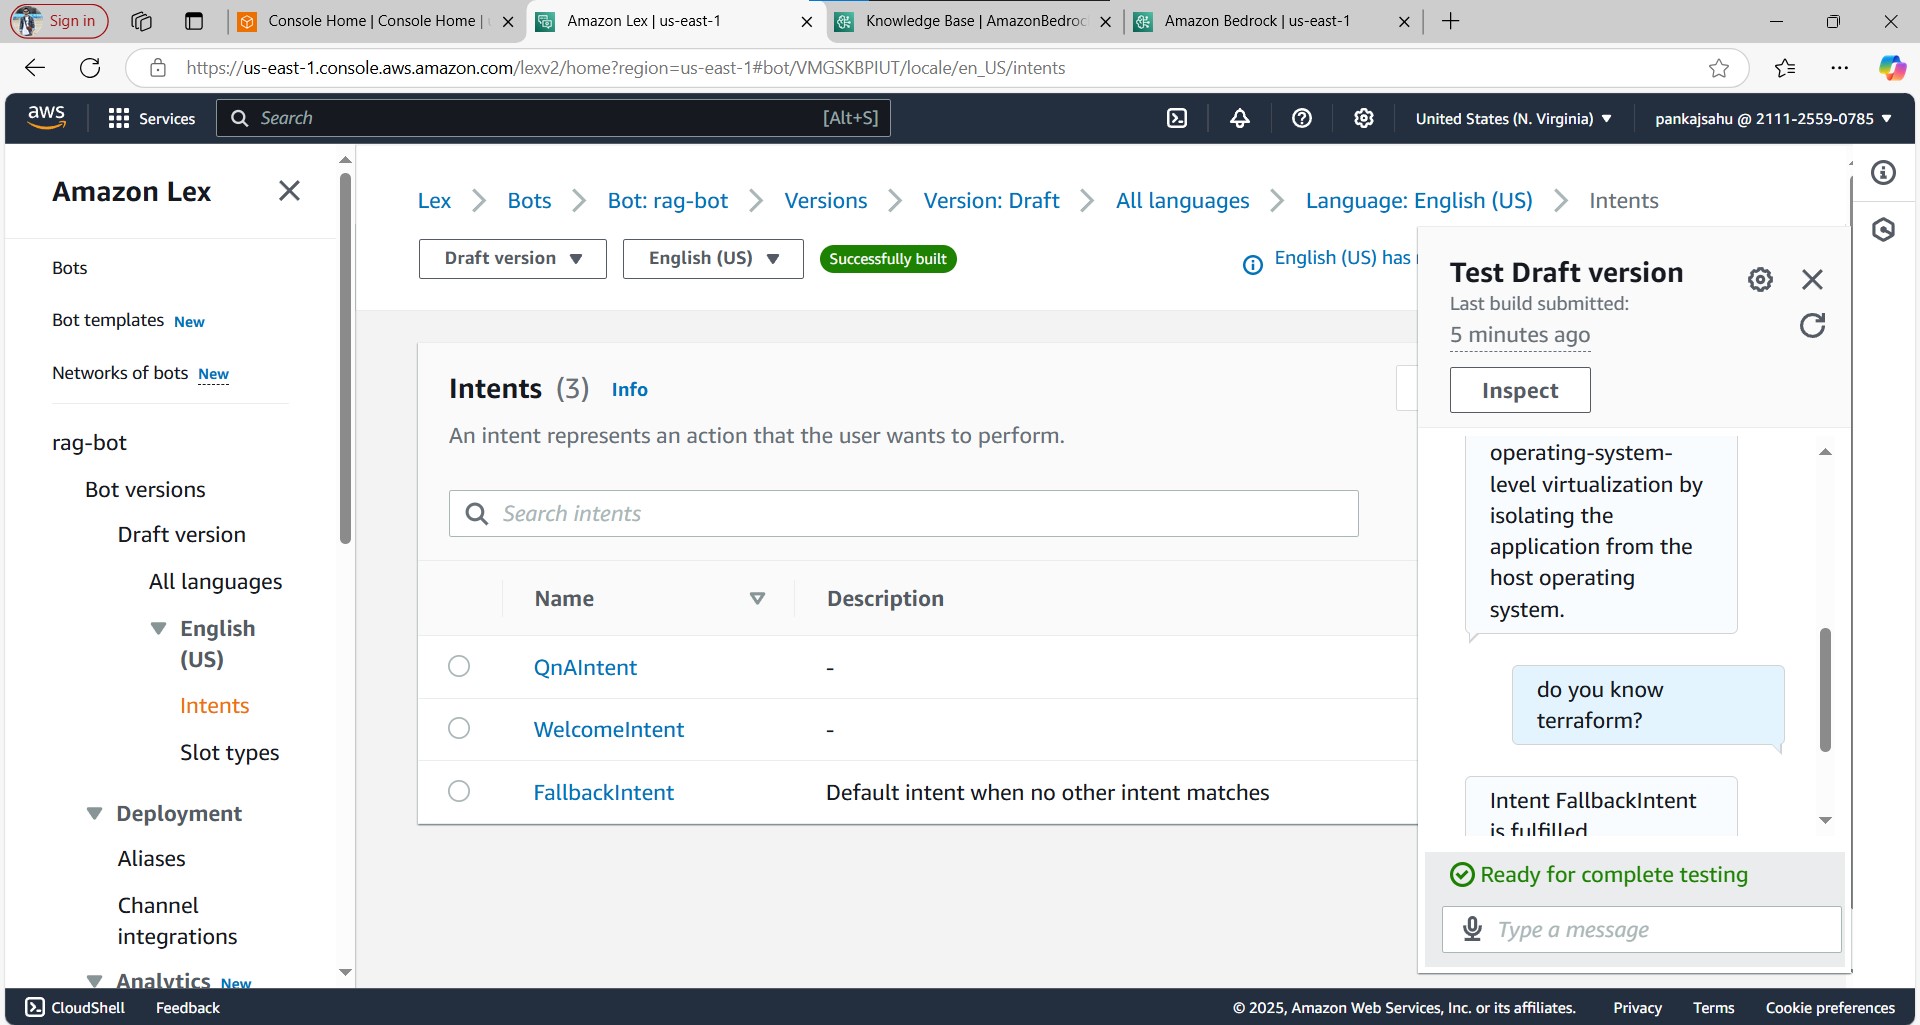 Sign in
Console Home | Console Home |
Amazon Lex | us-east-1
Knowledge Base | AmazonBedroc
Amazon Bedrock | us-east-1
https://us-east-1.console.aws.amazon.com/lexv2/home?region=us-east-1#bot/VMGSKBPIUT/locale/en_US/intents
aws
Services
Search
[Alt+S]
United States (N. Virginia)
pankajsahu @ 2111-2559-0785
Amazon Lex
Bots
Bot templates New
Networks of bots New
rag-bot
Bot versions
Draft version
All languages
English
(US)
Intents
Slot types
Deployment
Aliases
Channel
integrations
Analytics New
Lex
Bots
Bot: rag-bot
Versions
Version: Draft
All languages
Language: English (US)
Intents
Draft version
English (US)
Successfully built
English (US) has
Intents (3) Info
An intent represents an action that the user wants to perform.
Search intents
Name
Description
QnAIntent
-
WelcomeIntent
-
FallbackIntent
Default intent when no other intent matches
Test Draft version
Last build submitted:
5 minutes ago
Inspect
operating-system-
level virtualization by
isolating the
application from the
host operating
system.
do you know
terraform?
Intent FallbackIntent
is fulfilled
Ready for complete testing
Type a message
CloudShell
Feedback
© 2025, Amazon Web Services, Inc. or its affiliates.
Privacy
Terms
Cookie preferences